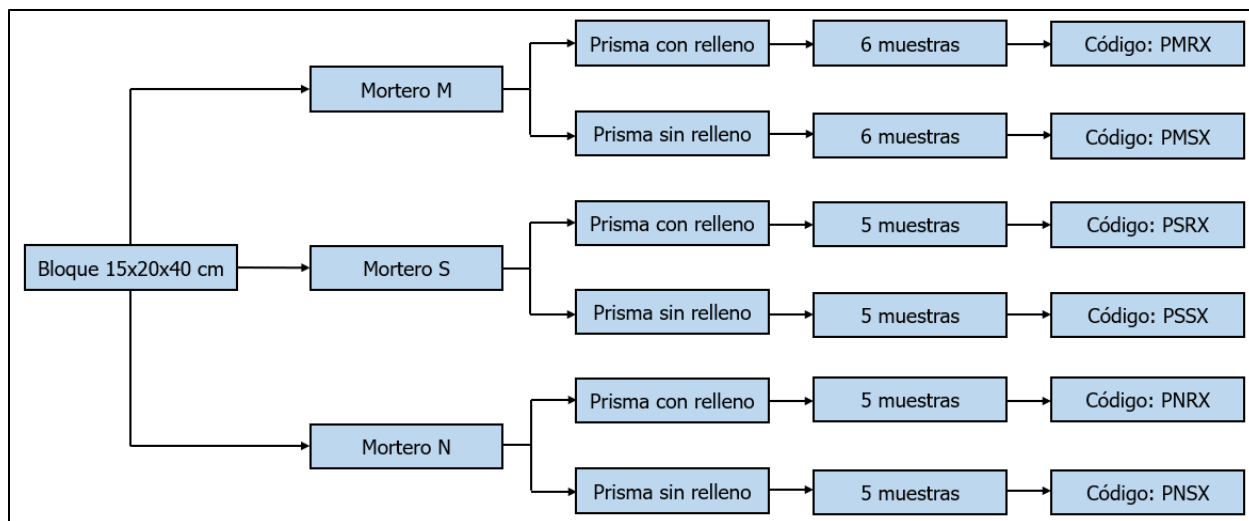 Prisma con relleno
6 muestras
Código: PMRX
Mortero M
Prisma sin relleno
6 muestras
Código: PMSX
Prisma con relleno
5 muestras
Código: PSRX
Bloque 15x20x40 cm
Mortero S
Prisma sin relleno
5 muestras
Código: PSSX
Prisma con relleno
5 muestras
Código: PNRX
Mortero N
Prisma sin relleno
5 muestras
Código: PNSX